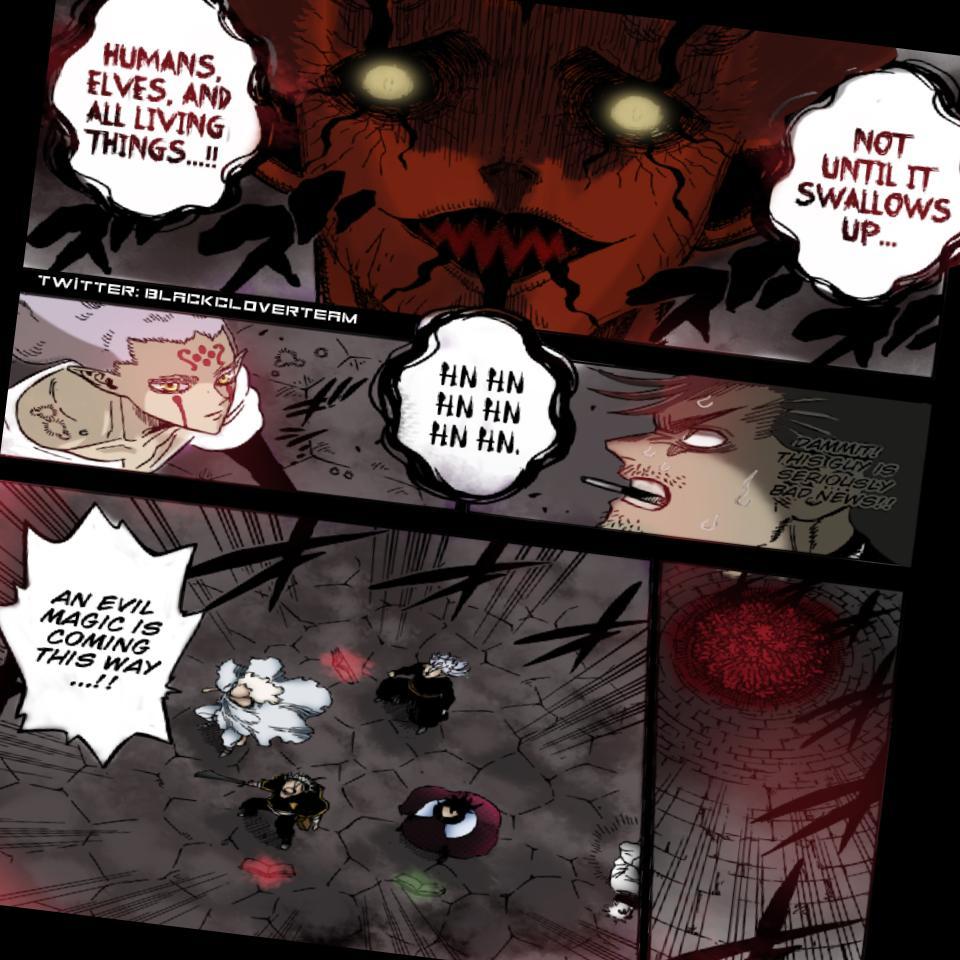 NOT
UNTIL IT
SWALLOWS
UP...
HUMANS,
ELVES, AND
ALL LIVING
THINGS...!!
TWITTER: BLACKCLOVERTEAM
DAMMIT!
THIS GUY IS
SERIOUSLY
BAD NEWS!!
HN HN
HN HN
HN HN.
AN EVIL
MAGIC IS
COMING
THIS WAY
...!!